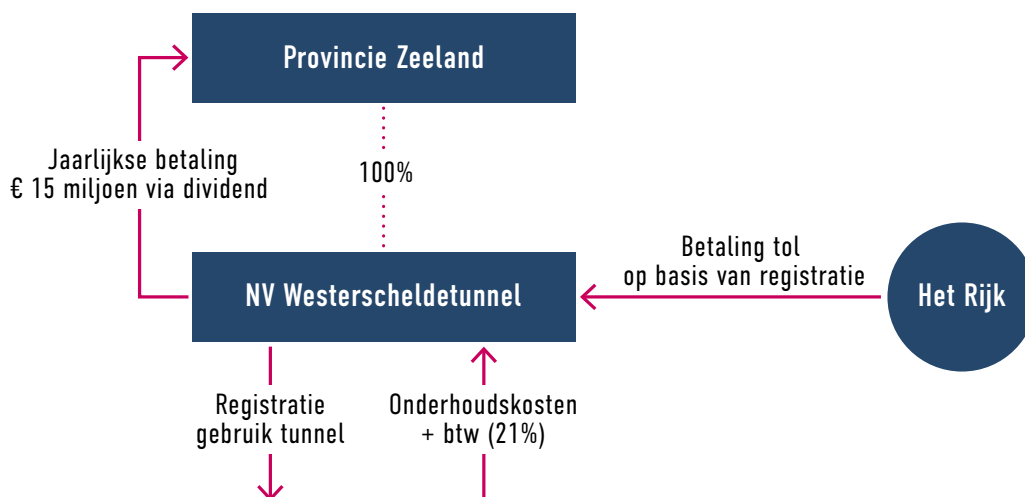 Provincie Zeeland
Jaarlijkse betaling
€ 15 miljoen via dividend
100%
Betaling tol
op basis van registratie
NV Westerscheldetunnel
Het Rijk
Registratie
gebruik tunnel
Onderhoudskosten
+ btw (21%)